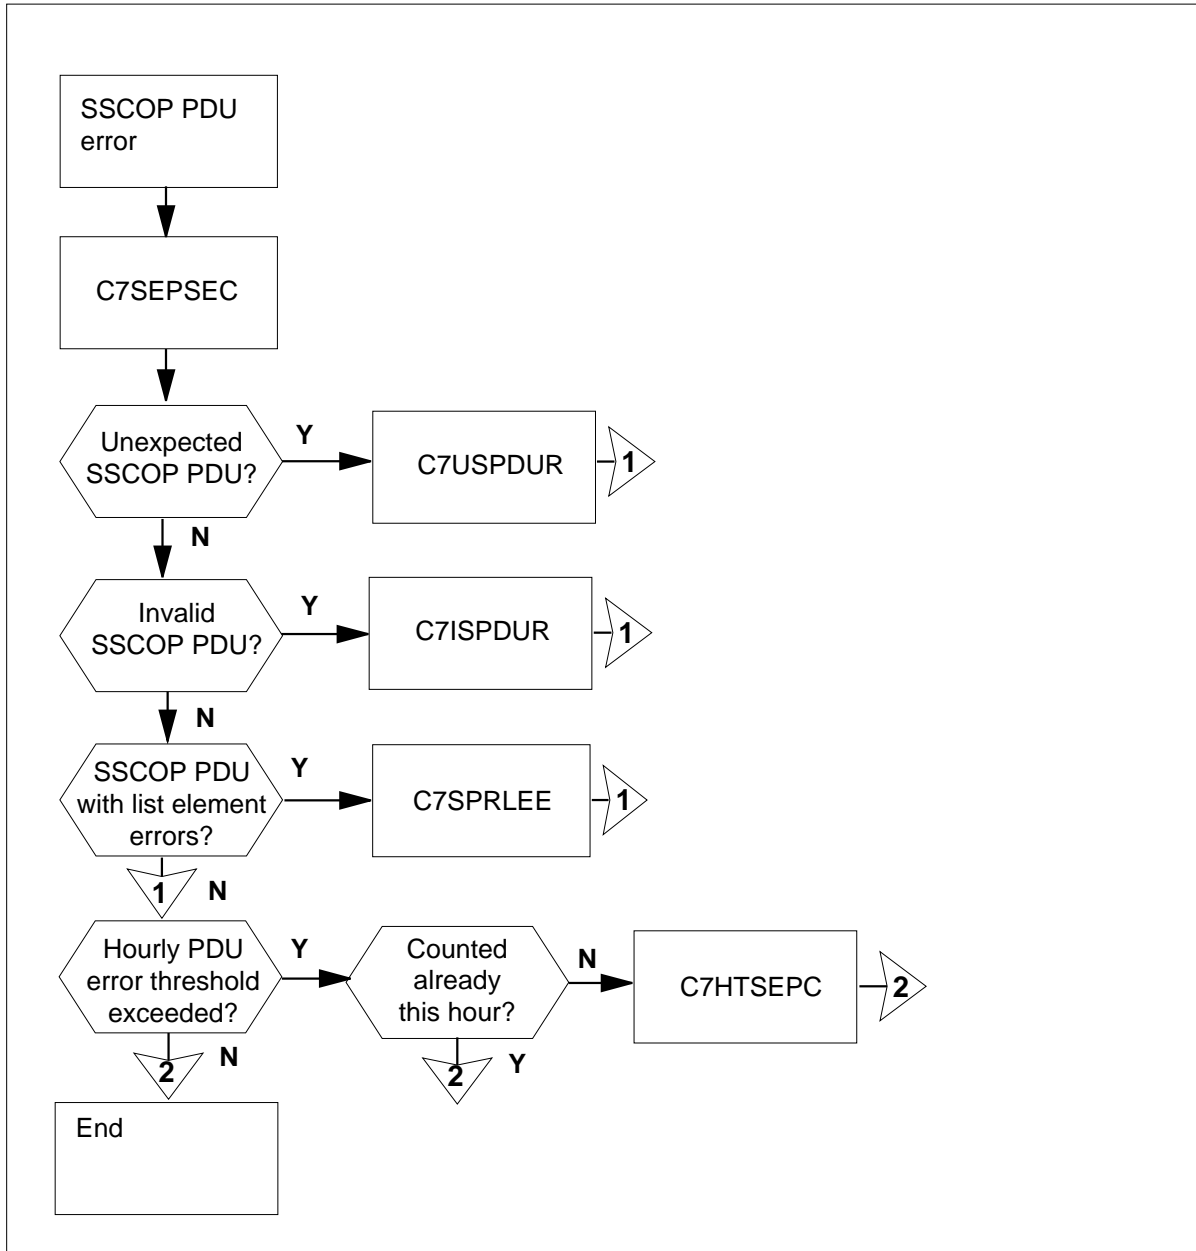 SSCOP PDU
error
C7SEPSEC
Unexpected
SSCOP PDU?
Y
C7USPDUR
1
N
Invalid
SSCOP PDU?
Y
C7ISPDUR
1
N
SSCOP PDU
with list element
errors?
Y
C7SPRLEE
1
1
N
Hourly PDU
error threshold
exceeded?
Y
Counted
already
this hour?
N
C7HTSEPC
2
2
N
2
Y
End